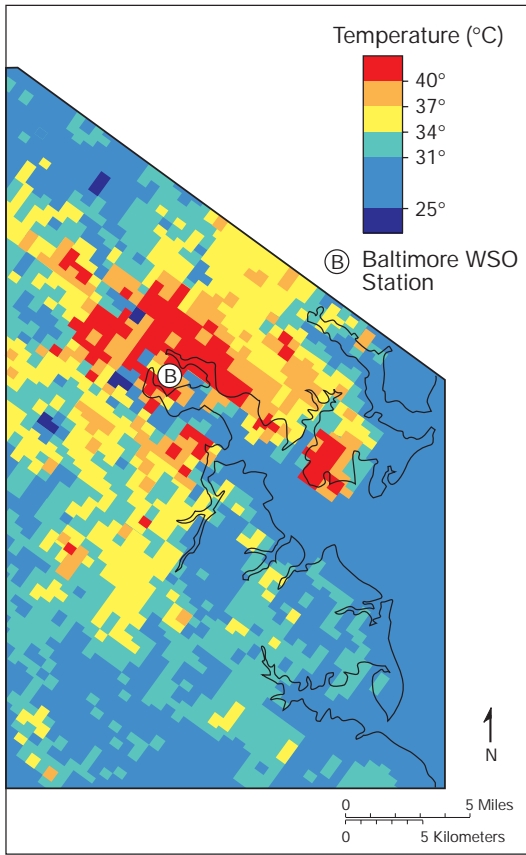 Temperature (°C)
40°
37°
34°
31°
25°
B Baltimore WSO
Station
B
N
0 5 Miles
0 5 Kilometers